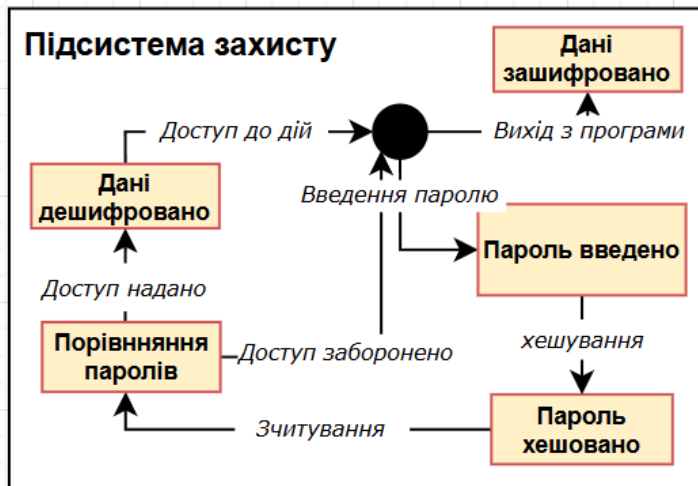 Підсистема захисту
Дані
зашифровано
Доступ до дій
Вихід з програми
Дані
дешифровано
Введення паролю
Пароль введено
Доступ надано
Порівнняння
паролів
Доступ заборонено
хешування
Зчитування
Пароль
хешовано